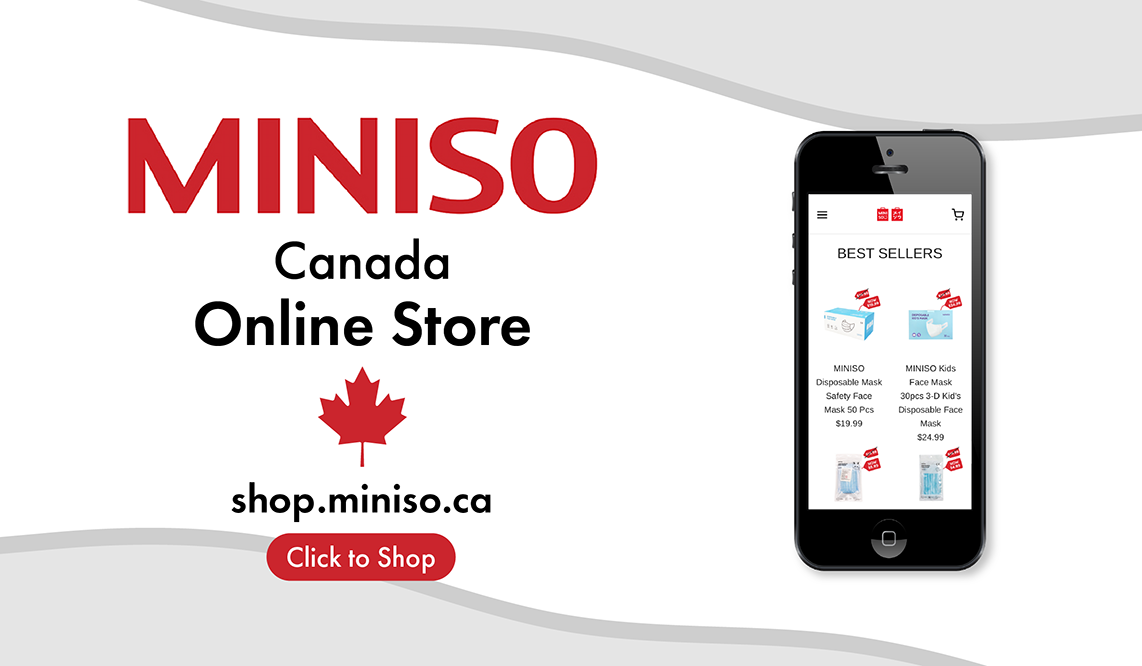 MINISO
Canada
Online Store
shop.miniso.ca
Click to Shop
BEST SELLERS
MINISO
Disposable Mask
Safety Face
Mask 50 Pcs
$19.99
MINISO Kids
Face Mask
30pcs 3-D Kid's
Disposable Face
Mask
$24.99